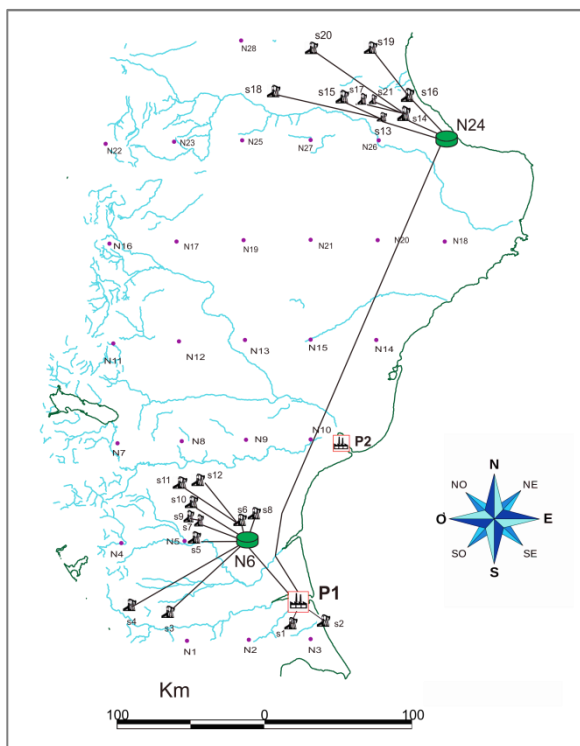 s20
s19
N28
s18
s15
s17
s21
s16
s14
s13
N24
N22
N23
N25
N27
N26
N16
N17
N19
N21
N20
N18
N11
N12
N13
N15
N14
N7
N8
N9
N10
P2
s11
s12
s10
s9
s7
s6
s8
N4
N5
s5
N6
N
NO
NE
O
E
SO
SE
S
P1
s4
s3
s1
s2
N1
N2
N3
Km
100
0
100